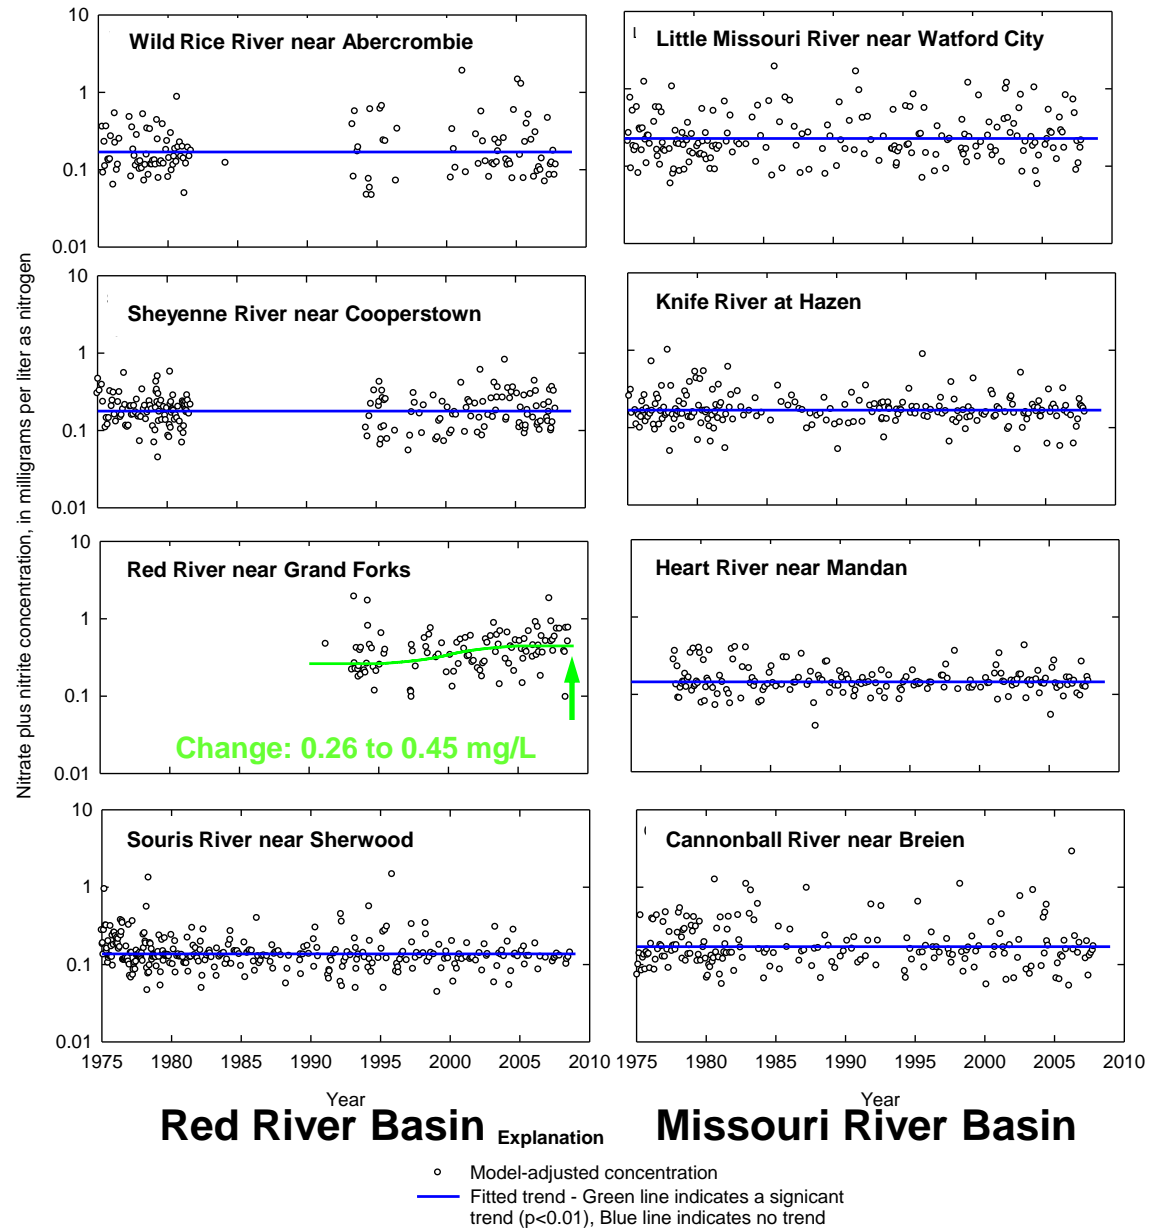 Nitrate plus nitrite concentration, in milligrams per liter as nitrogen
10
1
0.1
0.01
Wild Rice River near Abercrombie
Little Missouri River near Watford City
10
1
0.1
0.01
Sheyenne River near Cooperstown
Knife River at Hazen
10
1
0.1
0.01
Red River near Grand Forks
Change: 0.26 to 0.45 mg/L
Heart River near Mandan
10
1
0.1
0.01
Souris River near Sherwood
Cannonball River near Breien
1975 1980 1985 1990 1995 2000 2005 2010
1975 1980 1985 1990 1995 2000 2005 2010
Year
Year
Red River Basin
Missouri River Basin
Explanation
Model-adjusted concentration
Fitted trend - Green line indicates a signicant
trend (p<0.01), Blue line indicates no trend